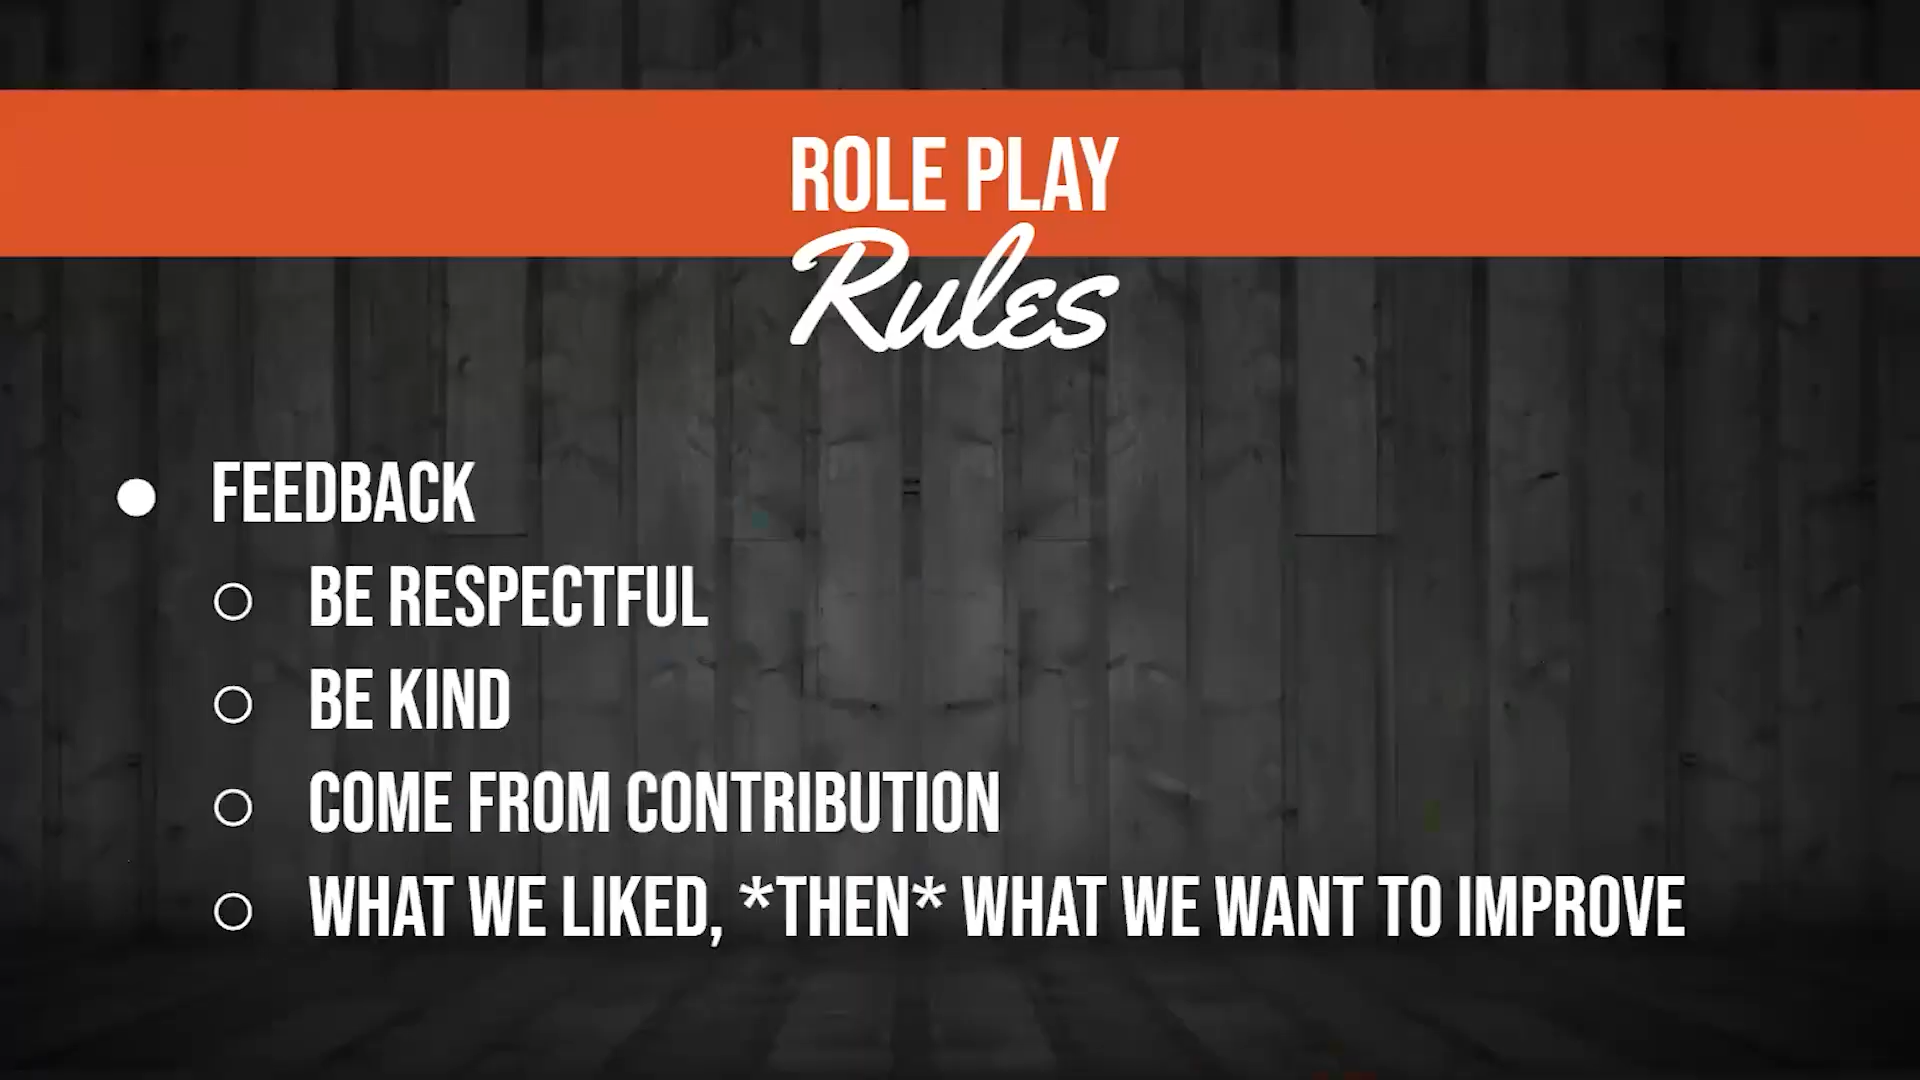 ROLE PLAY
Rules
● FEEDBACK
○ BE RESPECTFUL
○ BE KIND
○ COME FROM CONTRIBUTION
○ WHAT WE LIKED, *THEN* WHAT WE WANT TO IMPROVE